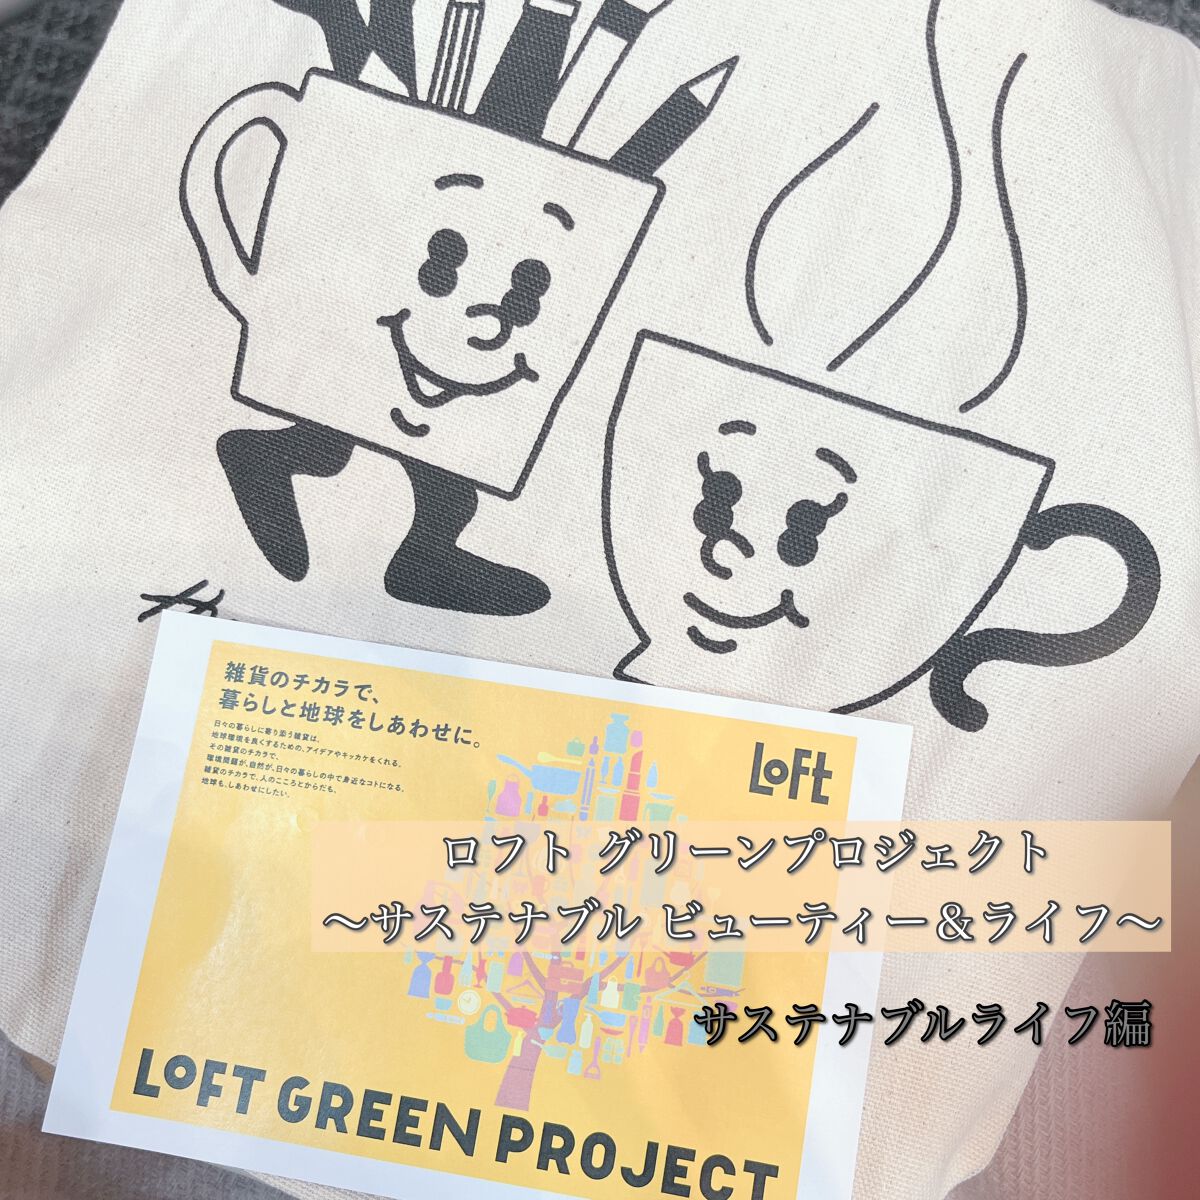 雑貨のチカラで、
暮らしと地球をしあわせに。
日々の暮らしに寄り添う雑貨は、
地球環境を良くするための、アイデアやキッカケをくれる。
その雑貨のチカラで、
環境問題が、自然が、日々の暮らしの中で身近なコトになる。
雑貨のチカラで、人のこころとからだも、
地球も、しあわせにしたい。
LOFT
ロフト グリーンプロジェクト
～サステナブル ビューティー＆ライフ～
サステナブルライフ編
LOFT GREEN PROJECT